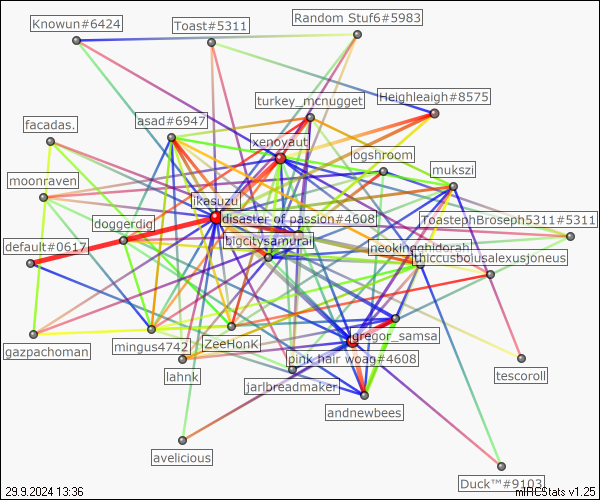 Random Stuf6#5983
Knowun#6424
Toast#5311
turkey_mcnugget
Heighleaigh#8575
asad#6947
facadas.
xenoyaut
ogshroom
mukszi
moonraven
ikasuzu
disaster of passion#4608
ToastephBroseph5311#5311
doggerdig
default#0617
bigcitysamurai
neokingghidorah
thiccusbousalexusjoneus
gregor_samsa
gazpachoman
mingus4742
ZeeHonk
pink hair woag#4608
lahnk
jarlbreadmaker
tescoroll
andnewbees
avelicious
Duck™#9103
29.9.2024 13:36
mIRCStats v1.25